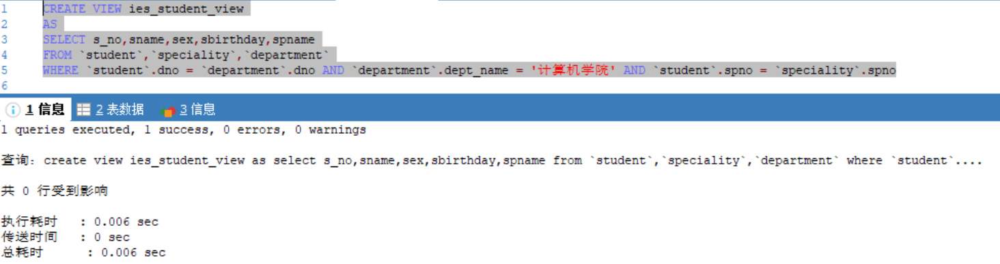 1 CREATE VIEW ies_student_view
2 AS
3 SELECT s_no,sname,sex,sbirthday,spname
4 FROM `student`,`speciality`,`department`
5 WHERE `student`.dno = `department`.dno AND `department`.dept_name = '计算机学院' AND `student`.spno = `speciality`.spno
6
1 信息 2 表数据 3 信息
1 queries executed, 1 success, 0 errors, 0 warnings
查询: create view ies_student_view as select s_no,sname,sex,sbirthday,spname from `student`,`speciality`,`department` where `student`....
共 0 行受到影响
执行耗时 : 0.006 sec
传送时间 : 0 sec
总耗时 : 0.006 sec